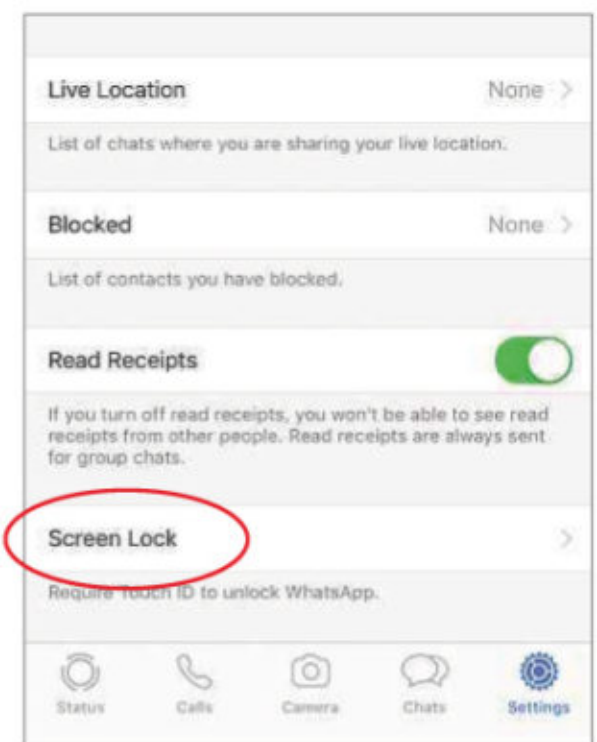 Live Location None
List of chats where you are sharing your live location.
Blocked None
List of contacts you have blocked.
Read Receipts
If you turn off read receipts, you won't be able to see read
receipts from other people. Read receipts are always sent
for group chats.
Screen Lock
Require Touch ID to unlock WhatsApp.
Status Calls Camera Chats Settings